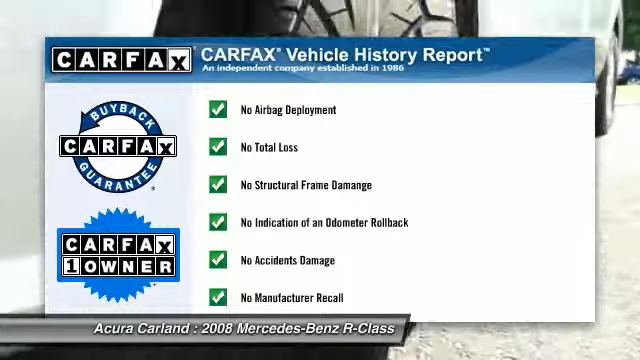 CARFAX
CARFAX® Vehicle History Report™
An independent company established in 1986
BUYBACK
CARFAX
GUARANTEE
CARFAX
1 OWNER
No Airbag Deployment
No Total Loss
No Structural Frame Damange
No Indication of an Odometer Rollback
No Accidents Damage
No Manufacturer Recall
Acura Carland : 2008 Mercedes-Benz R-Class